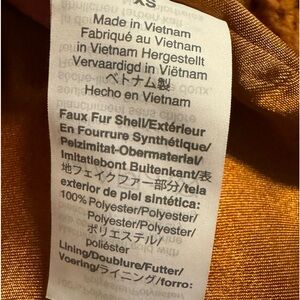 XS
Made in Vietnam
Fabriqué au Vietnam
in Vietnam Hergestellt
Vervaardigd in Viëtnam
ベトナム製
Hecho en Vietnam
Faux Fur Shell/Extérieur
En Fourrure Synthétique/
Pelzimitat-Obermaterial/
Imitatiebont Buitenkant/表
地フェイクファー部分/tela
exterior de piel sintética:
100% Polyester/Polyester/
Polyester/Polyester/
ポリエステル/
poliéster
Lining/Doublure/Futter/
Voering/ライニング/forro: